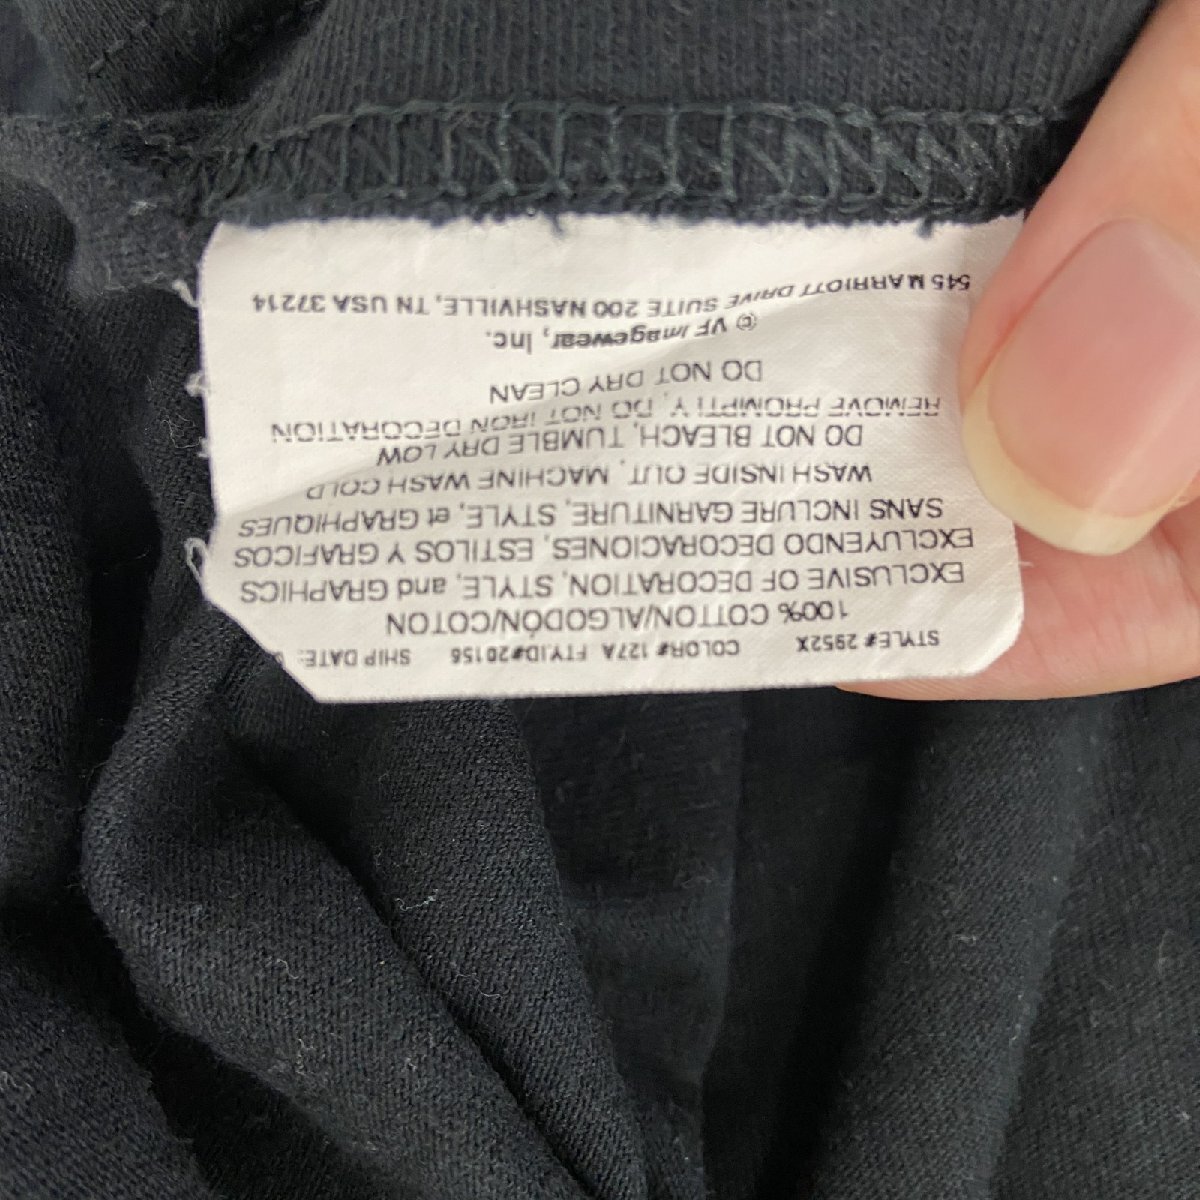 STYLE# 2952X COLOR# 127A FTY.ID#20156 SHIP DATE:
100% COTTON/ALGODÓN/COTON
EXCLUSIVE OF DECORATION, STYLE, and GRAPHICS
EXCLUYENDO DECORACIONES, ESTILOS Y GRAFICOS
SANS INCLURE GARNITURE, STYLE, et GRAPHIQUES
WASH INSIDE OUT, MACHINE WASH COLD
DO NOT BLEACH, TUMBLE DRY LOW
REMOVE PROMPTLY, DO NOT IRON DECORATION
DO NOT DRY CLEAN
© VF Imagewear, Inc.
545 MARRIOTT DRIVE SUITE 200 NASHVILLE, TN USA 37214